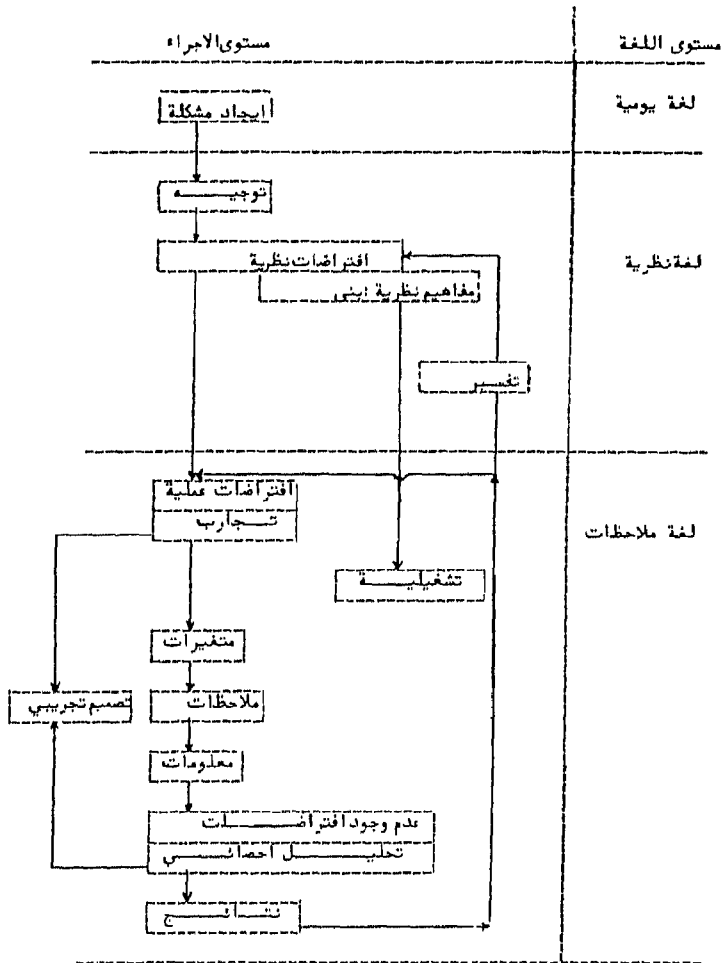 مستوى اللغة
مستوى الاجراء
لغة يومية
ايجاد مشكلة
توجيه
لغة نظرية
افتراضات نظرية
مفاهيم نظرية ابنى
تفسير
افتراضات عملية
تجارب
لغة ملاحظات
تشغيلية
متغيرات
ملاحظات
تصميم تجريبي
معلومات
عدم وجود افتراضات
تحليل احصائي
نتائج